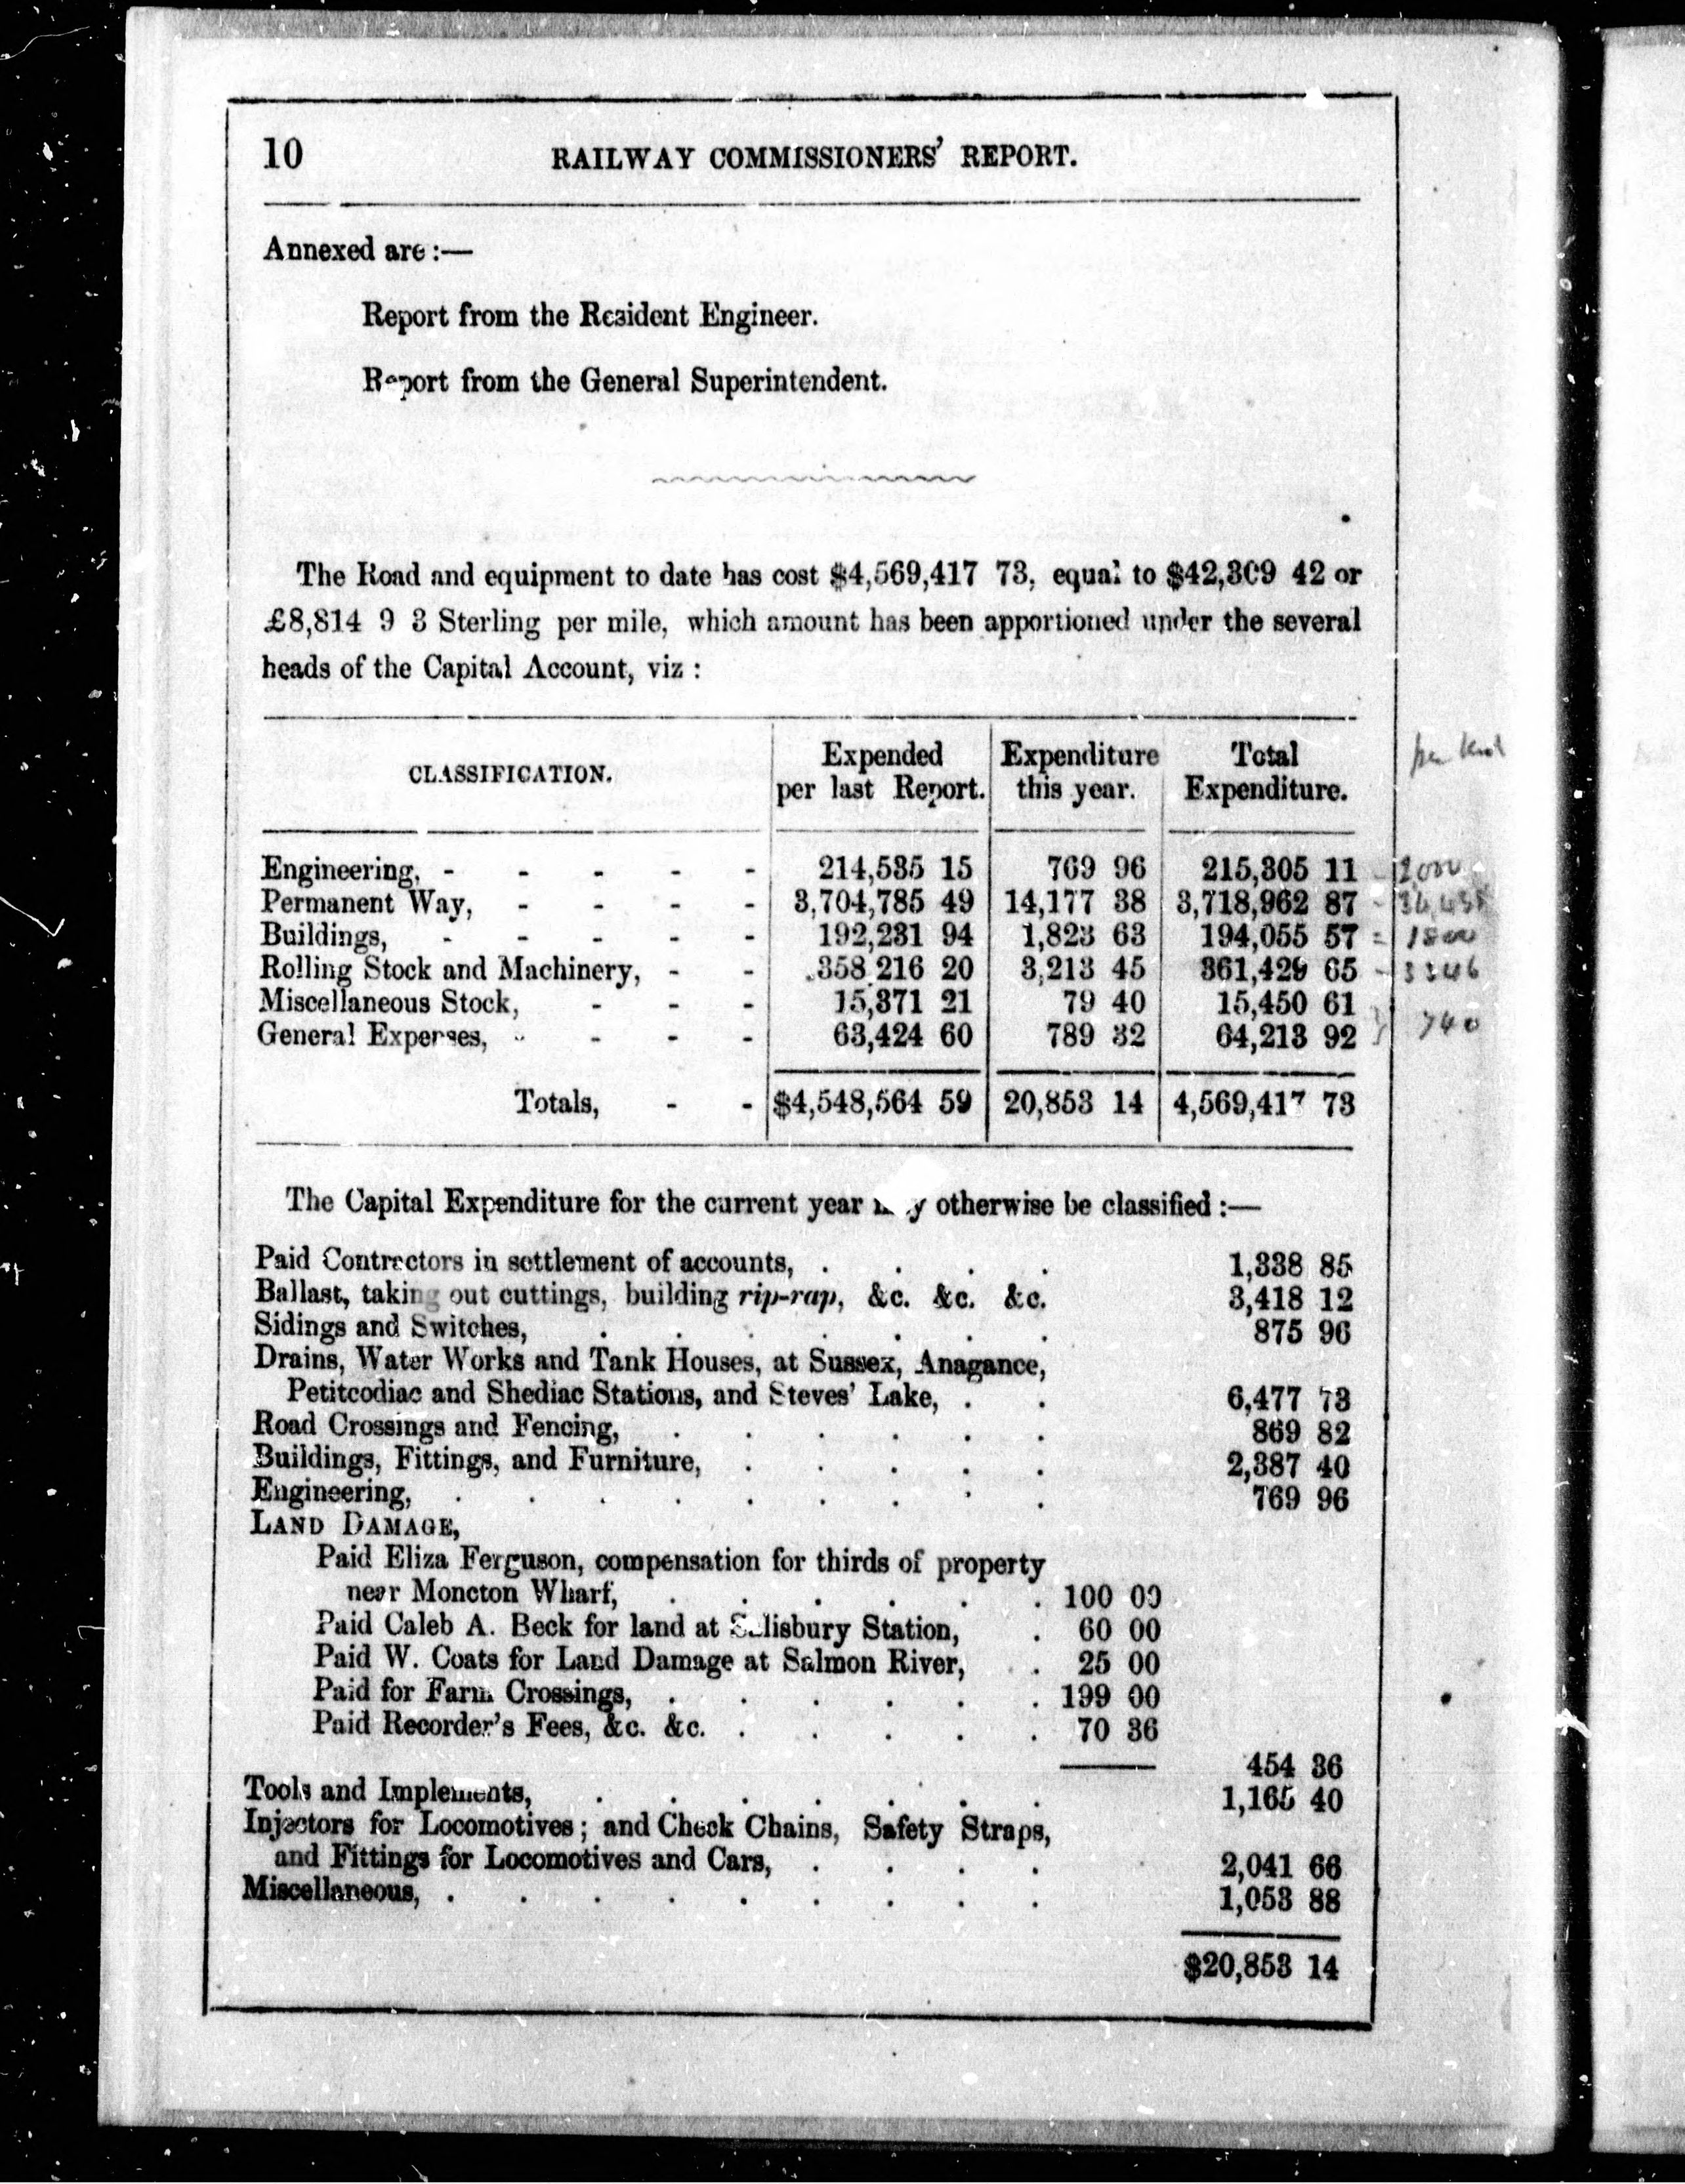 10 RAILWAY COMMISSIONERS' REPORT.
Annexed are :—
Report from the Resident Engineer.
Report from the General Superintendent.
The Road and equipment to date has cost $4,569,417 73, equal to $42,309 42 or
£8,814 9 3 Sterling per mile, which amount has been apportioned under the several
heads of the Capital Account, viz :
CLASSIFICATION. Expended per last Report. Expenditure this year. Total Expenditure.
Engineering, - - - - - 214,535 15 769 96 215,305 11 - 2000
Permanent Way, - - - - 3,704,785 49 14,177 38 3,718,962 87 -
Buildings, - - - - - 192,231 94 1,823 63 194,055 57 = 1800
Rolling Stock and Machinery, - - 358,216 20 3,213 45 361,429 65 - 3346
Miscellaneous Stock, - - - 15,371 21 79 40 15,450 61
General Expenses, - - - - 63,424 60 789 32 64,213 92 } 740
Totals, - - $4,548,564 59 20,853 14 4,569,417 73
The Capital Expenditure for the current year may otherwise be classified :—
Paid Contractors in settlement of accounts, . . . . 1,338 85
Ballast, taking out cuttings, building rip-rap, &c. &c. &c. 3,418 12
Sidings and Switches, . . . . . . . 875 96
Drains, Water Works and Tank Houses, at Sussex, Anagance,
Petitcodiac and Shediac Stations, and Steves' Lake, . . 6,477 73
Road Crossings and Fencing, . . . . . . 869 82
Buildings, Fittings, and Furniture, . . . . . 2,387 40
Engineering, . . . . . . . . . 769 96
LAND DAMAGE,
Paid Eliza Ferguson, compensation for thirds of property
near Moncton Wharf, . . . . . . 100 00
Paid Caleb A. Beck for land at Salisbury Station, . 60 00
Paid W. Coats for Land Damage at Salmon River, . 25 00
Paid for Farm Crossings, . . . . . . 199 00
Paid Recorder's Fees, &c. &c. . . . . . 70 36
454 36
Tools and Implements, . . . . . . . 1,165 40
Injectors for Locomotives ; and Check Chains, Safety Straps,
and Fittings for Locomotives and Cars, . . . . 2,041 66
Miscellaneous, . . . . . . . . . 1,053 88
$20,853 14